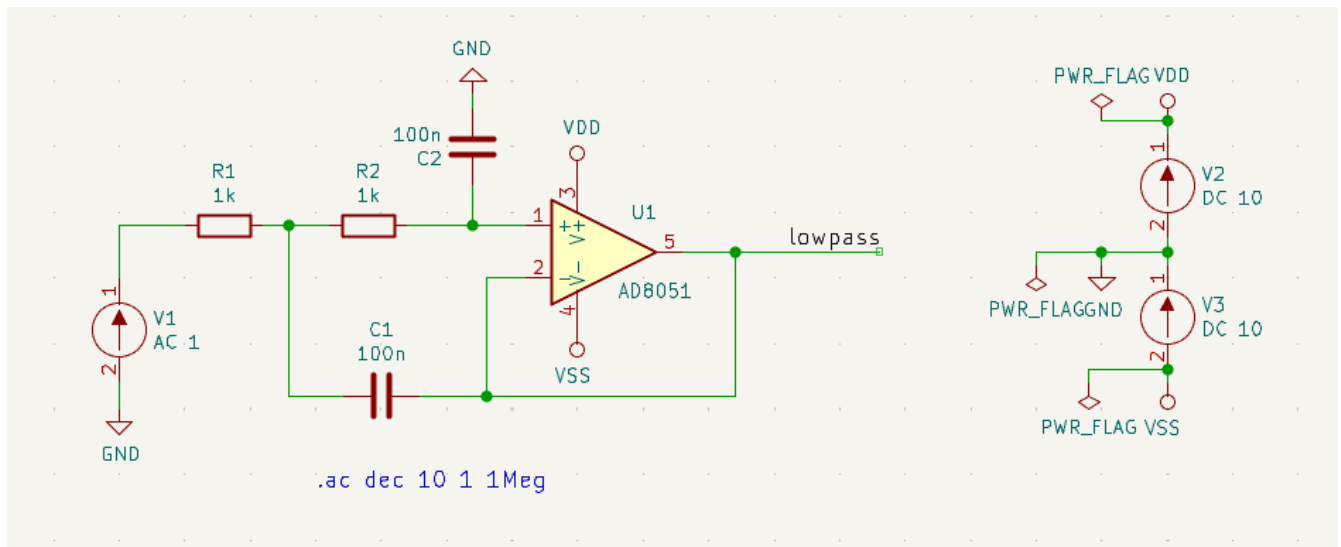 GND
100n
C2
VDD
3
R1
1k
R2
1k
1
+
V+
U1
5
lowpass
2
-
V-
AD8051
4
VSS
1
V1
AC 1
2
GND
C1
100n
.ac dec 10 1 1Meg
PWR_FLAG VDD
1
V2
DC 10
2
PWR_FLAG GND
1
V3
DC 10
2
PWR_FLAG VSS